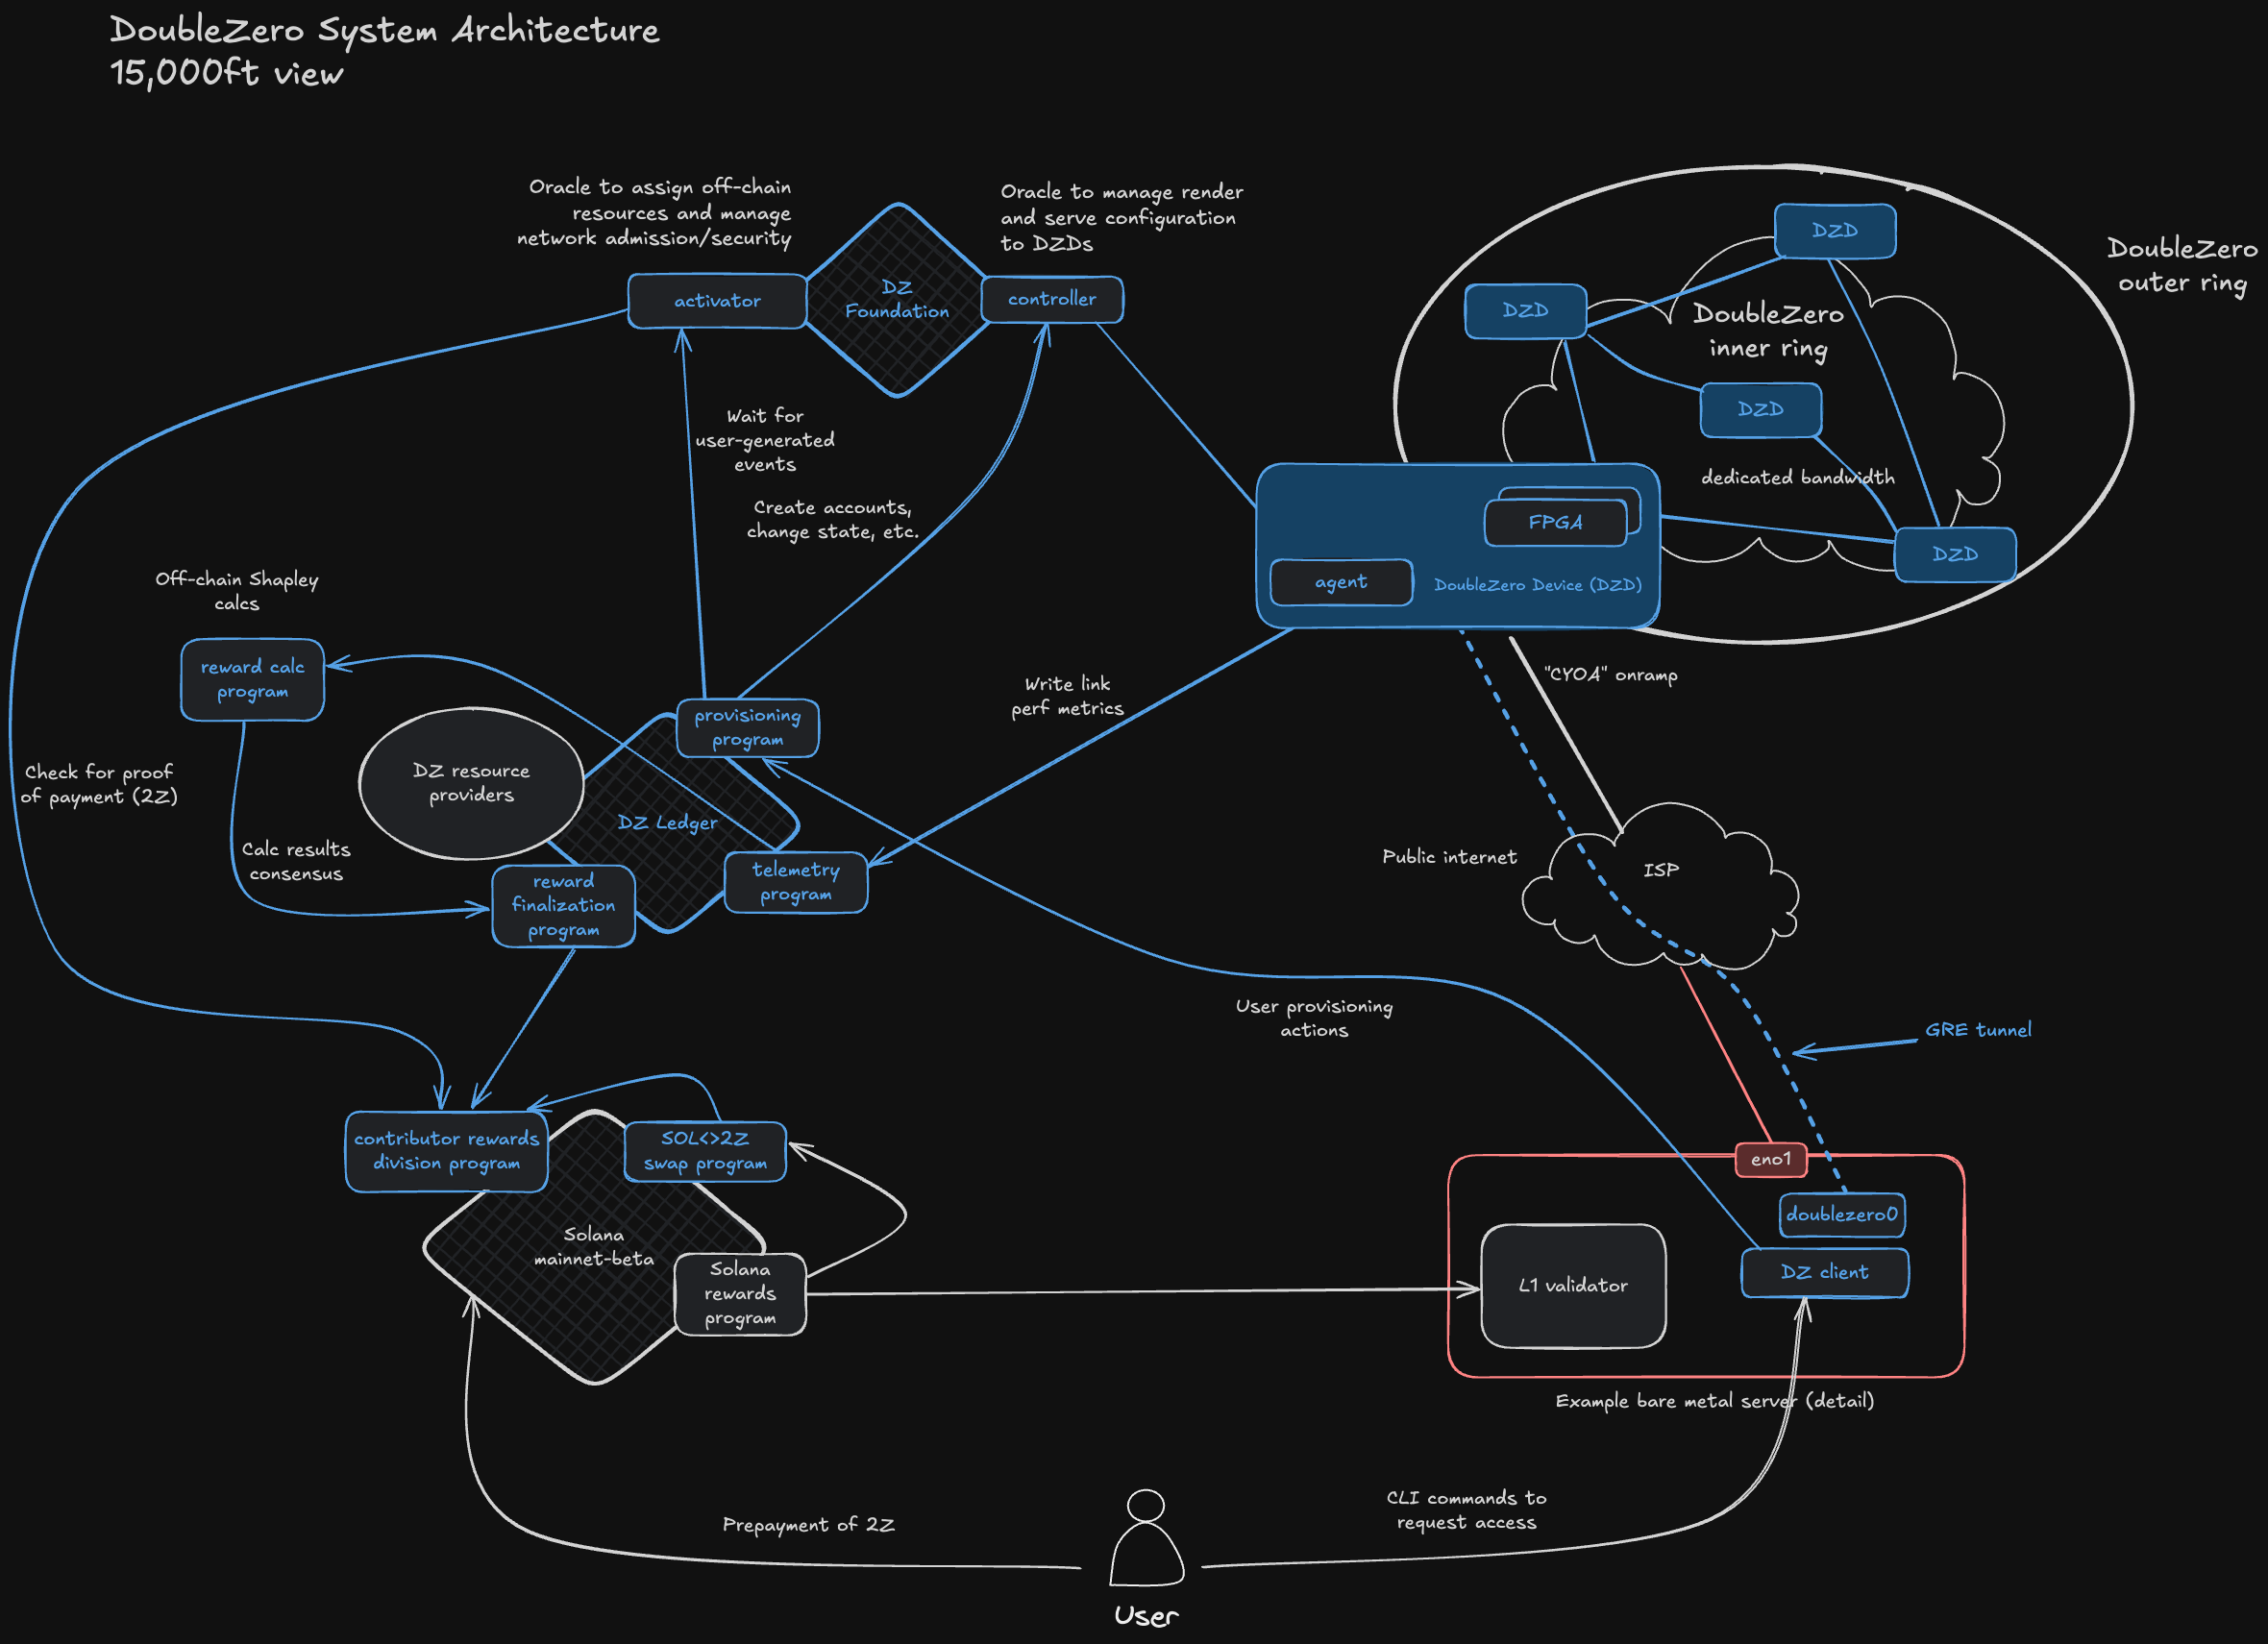 DoubleZero System Architecture
15,000ft view
Oracle to assign off-chain
resources and manage
network admission/security
Oracle to manage render
and serve configuration
to DZDs
activator
DZ
Foundation
controller
DZD
DoubleZero
outer ring
DZD
DoubleZero
inner ring
DZD
dedicated bandwidth
DZD
Wait for
user-generated
events
Create accounts,
change state, etc.
FPGA
agent
DoubleZero Device (DZD)
Off-chain Shapley
calcs
reward calc
program
Write link
perf metrics
"CYOA" onramp
provisioning
program
DZ resource
providers
Check for proof
of payment (2Z)
DZ Ledger
Calc results
consensus
reward
finalization
program
telemetry
program
Public internet
ISP
User provisioning
actions
GRE tunnel
contributor rewards
division program
SOL<>2Z
swap program
eno1
doublezero0
Solana
mainnet-beta
Solana
rewards
program
L1 validator
DZ client
Example bare metal server (detail)
Prepayment of 2Z
CLI commands to
request access
User